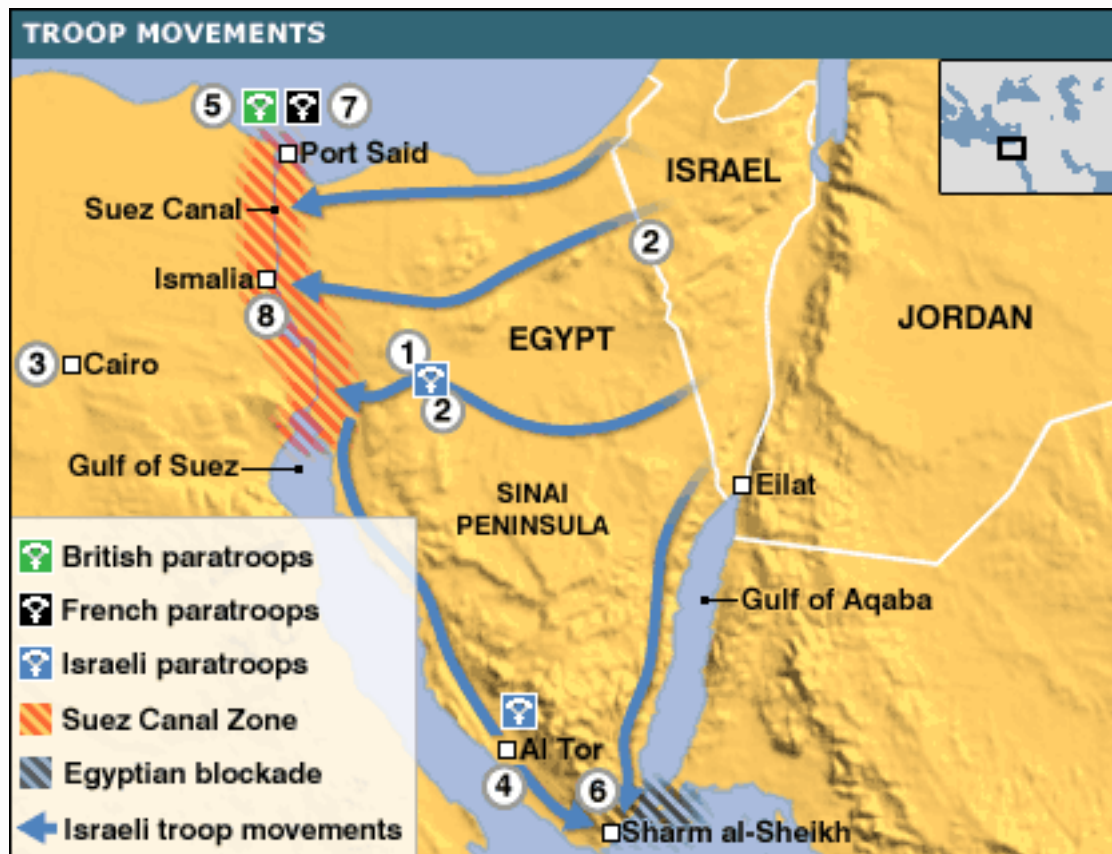 TROOP MOVEMENTS
5
7
Port Said
ISRAEL
Suez Canal
2
Ismalia
8
EGYPT
JORDAN
1
3
Cairo
2
Gulf of Suez
SINAI
PENINSULA
Eilat
British paratroops
French paratroops
Gulf of Aqaba
Israeli paratroops
Suez Canal Zone
Al Tor
Egyptian blockade
4
6
Israeli troop movements
Sharm al-Sheikh